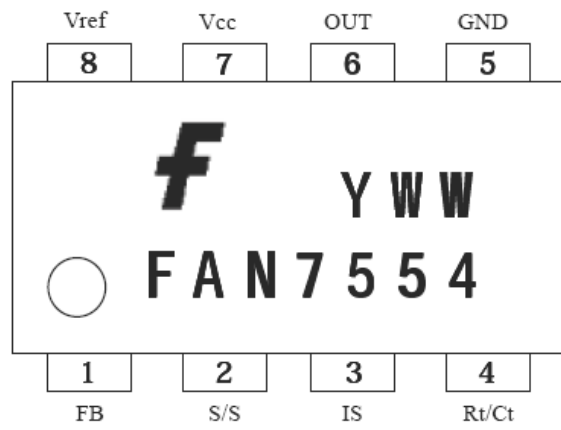 Vref Vcc OUT GND
8 7 6 5
f
YWW
FAN7554
1 2 3 4
FB S/S IS Rt/Ct